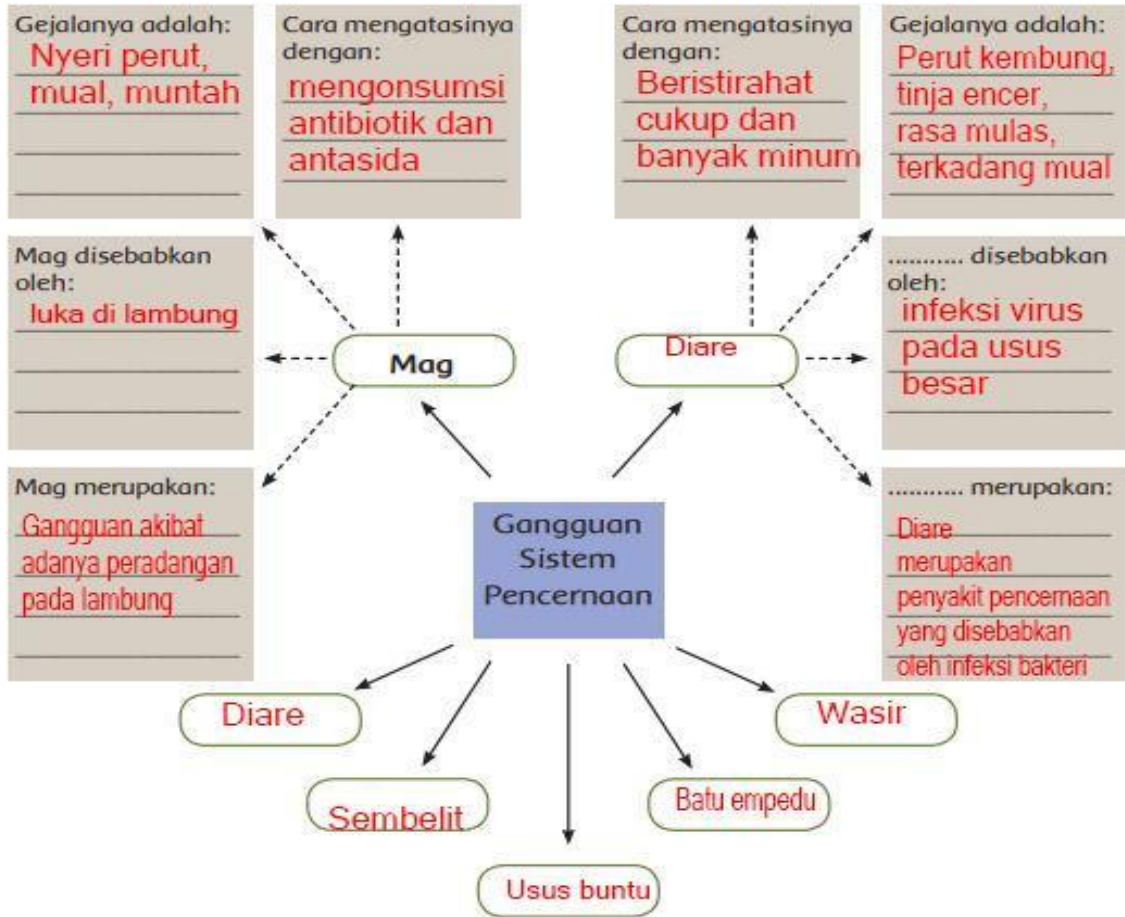 Gejalanya adalah:
Nyeri perut,
mual, muntah
Cara mengatasinya
dengan:
mengonsumsi
antibiotik dan
antasida
Cara mengatasinya
dengan:
Beristirahat
cukup dan
banyak minum
Gejalanya adalah:
Perut kembung,
tinja encer,
rasa mulas,
terkadang mual
Mag disebabkan
oleh:
luka di lambung
Mag
Diare
........... disebabkan
oleh:
infeksi virus
pada usus
besar
Mag merupakan:
Gangguan akibat
adanya peradangan
pada lambung
Gangguan
Sistem
Pencernaan
........... merupakan:
Diare
merupakan
penyakit pencernaan
yang disebabkan
oleh infeksi bakteri
Diare
Wasir
Sembelit
Batu empedu
Usus buntu